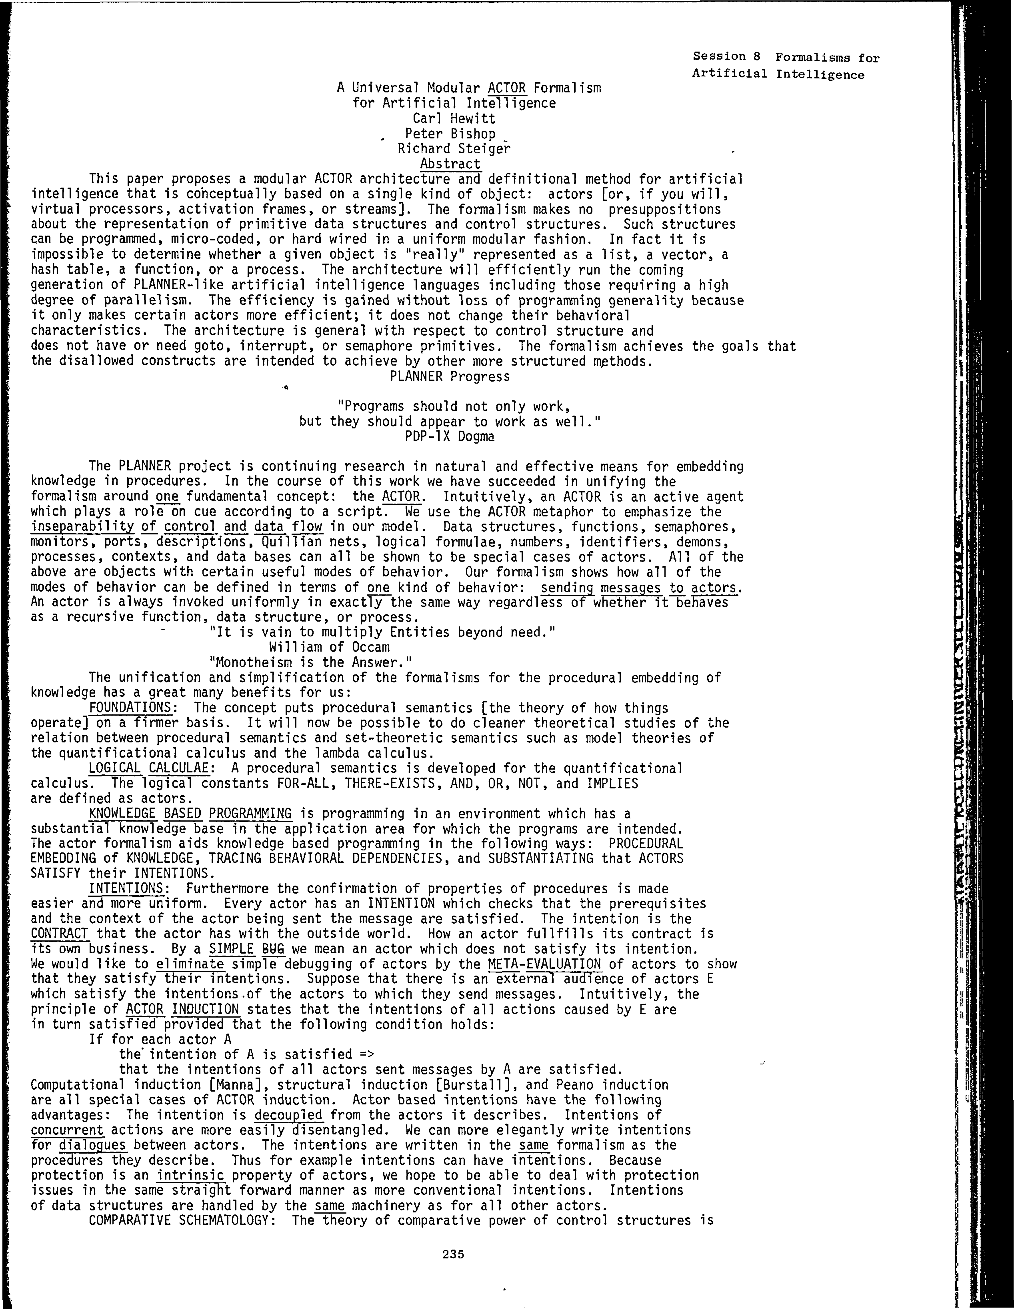 Session 8  Formalisms for
Artificial Intelligence
A Universal Modular ACTOR Formalism
for Artificial Intelligence
Carl Hewitt
Peter Bishop
Richard Steiger
Abstract
This paper proposes a modular ACTOR architecture and definitional method for artificial
intelligence that is conceptually based on a single kind of object:  actors [or, if you will,
virtual processors, activation frames, or streams].  The formalism makes no  presuppositions
about the representation of primitive data structures and control structures.  Such structures
can be programmed, micro-coded, or hard wired in a uniform modular fashion.  In fact it is
impossible to determine whether a given object is "really" represented as a list, a vector, a
hash table, a function, or a process.  The architecture will efficiently run the coming
generation of PLANNER-like artificial intelligence languages including those requiring a high
degree of parallelism.  The efficiency is gained without loss of programming generality because
it only makes certain actors more efficient; it does not change their behavioral
characteristics.  The architecture is general with respect to control structure and
does not have or need goto, interrupt, or semaphore primitives.  The formalism achieves the goals that
the disallowed constructs are intended to achieve by other more structured methods.
PLANNER Progress
"Programs should not only work,
but they should appear to work as well."
PDP-1X Dogma
The PLANNER project is continuing research in natural and effective means for embedding
knowledge in procedures.  In the course of this work we have succeeded in unifying the
formalism around one fundamental concept:  the ACTOR.  Intuitively, an ACTOR is an active agent
which plays a role on cue according to a script.  We use the ACTOR metaphor to emphasize the
inseparability of control and data flow in our model.  Data structures, functions, semaphores,
monitors, ports, descriptions, Quillian nets, logical formulae, numbers, identifiers, demons,
processes, contexts, and data bases can all be shown to be special cases of actors.  All of the
above are objects with certain useful modes of behavior.  Our formalism shows how all of the
modes of behavior can be defined in terms of one kind of behavior:  sending messages to actors.
An actor is always invoked uniformly in exactly the same way regardless of whether it behaves
as a recursive function, data structure, or process.
"It is vain to multiply Entities beyond need."
William of Occam
"Monotheism is the Answer."
The unification and simplification of the formalisms for the procedural embedding of
knowledge has a great many benefits for us:
FOUNDATIONS:  The concept puts procedural semantics [the theory of how things
operate] on a firmer basis.  It will now be possible to do cleaner theoretical studies of the
relation between procedural semantics and set-theoretic semantics such as model theories of
the quantificational calculus and the lambda calculus.
LOGICAL CALCULAE:  A procedural semantics is developed for the quantificational
calculus.  The logical constants FOR-ALL, THERE-EXISTS, AND, OR, NOT, and IMPLIES
are defined as actors.
KNOWLEDGE BASED PROGRAMMING is programming in an environment which has a
substantial knowledge base in the application area for which the programs are intended.
The actor formalism aids knowledge based programming in the following ways:  PROCEDURAL
EMBEDDING of KNOWLEDGE, TRACING BEHAVIORAL DEPENDENCIES, and SUBSTANTIATING that ACTORS
SATISFY their INTENTIONS.
INTENTIONS:  Furthermore the confirmation of properties of procedures is made
easier and more uniform.  Every actor has an INTENTION which checks that the prerequisites
and the context of the actor being sent the message are satisfied.  The intention is the
CONTRACT that the actor has with the outside world.  How an actor fullfills its contract is
its own business.  By a SIMPLE BUG we mean an actor which does not satisfy its intention.
We would like to eliminate simple debugging of actors by the META-EVALUATION of actors to show
that they satisfy their intentions.  Suppose that there is an external audience of actors E
which satisfy the intentions of the actors to which they send messages.  Intuitively, the
principle of ACTOR INDUCTION states that the intentions of all actions caused by E are
in turn satisfied provided that the following condition holds:
If for each actor A
the intention of A is satisfied =>
that the intentions of all actors sent messages by A are satisfied.
Computational induction [Manna], structural induction [Burstall], and Peano induction
are all special cases of ACTOR induction.  Actor based intentions have the following
advantages:  The intention is decoupled from the actors it describes.  Intentions of
concurrent actions are more easily disentangled.  We can more elegantly write intentions
for dialogues between actors.  The intentions are written in the same formalism as the
procedures they describe.  Thus for example intentions can have intentions.  Because
protection is an intrinsic property of actors, we hope to be able to deal with protection
issues in the same straight forward manner as more conventional intentions.  Intentions
of data structures are handled by the same machinery as for all other actors.
COMPARATIVE SCHEMATOLOGY:  The theory of comparative power of control structures is
235